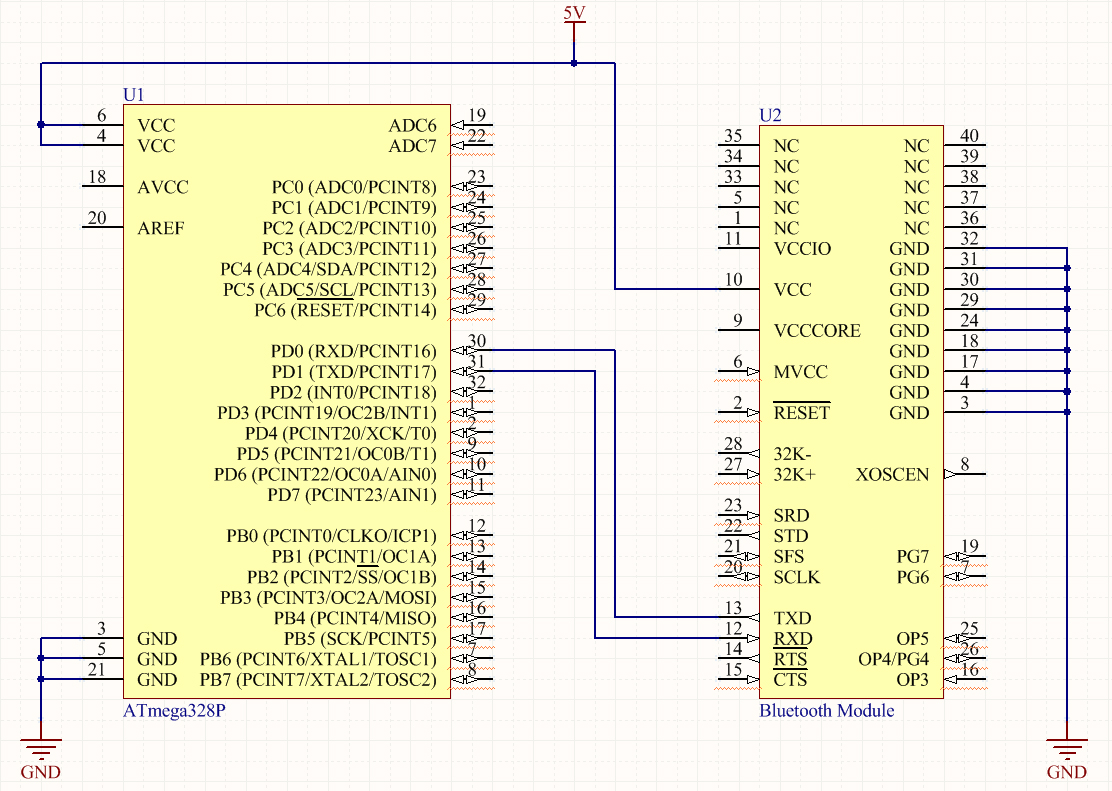 5V
U1
6 VCC
4 VCC
18 AVCC
20 AREF
3 GND
5 GND
21 GND
ADC6 19
ADC7 22
PC0 (ADC0/PCINT8) 23
PC1 (ADC1/PCINT9) 24
PC2 (ADC2/PCINT10) 25
PC3 (ADC3/PCINT11) 26
PC4 (ADC4/SDA/PCINT12) 27
PC5 (ADC5/SCL/PCINT13) 28
PC6 (RESET/PCINT14) 29
PD0 (RXD/PCINT16) 30
PD1 (TXD/PCINT17) 31
PD2 (INT0/PCINT18) 32
PD3 (PCINT19/OC2B/INT1) 1
PD4 (PCINT20/XCK/T0) 2
PD5 (PCINT21/OC0B/T1) 9
PD6 (PCINT22/OC0A/AIN0) 10
PD7 (PCINT23/AIN1) 11
PB0 (PCINT0/CLKO/ICP1) 12
PB1 (PCINT1/OC1A) 13
PB2 (PCINT2/SS/OC1B) 14
PB3 (PCINT3/OC2A/MOSI) 15
PB4 (PCINT4/MISO) 16
PB5 (SCK/PCINT5) 17
PB6 (PCINT6/XTAL1/TOSC1) 7
PB7 (PCINT7/XTAL2/TOSC2) 8
ATmega328P
GND
U2
35 NC
34 NC
33 NC
5 NC
1 NC
11 VCCIO
10 VCC
9 VCCCORE
6 MVCC
2 RESET
28 32K-
27 32K+
23 SRD
22 STD
21 SFS
20 SCLK
13 TXD
12 RXD
14 RTS
15 CTS
NC 40
NC 39
NC 38
NC 37
NC 36
GND 32
GND 31
GND 30
GND 29
GND 24
GND 18
GND 17
GND 4
GND 3
XOSCEN 8
PG7 19
PG6 7
OP5 25
OP4/PG4 26
OP3 16
Bluetooth Module
GND